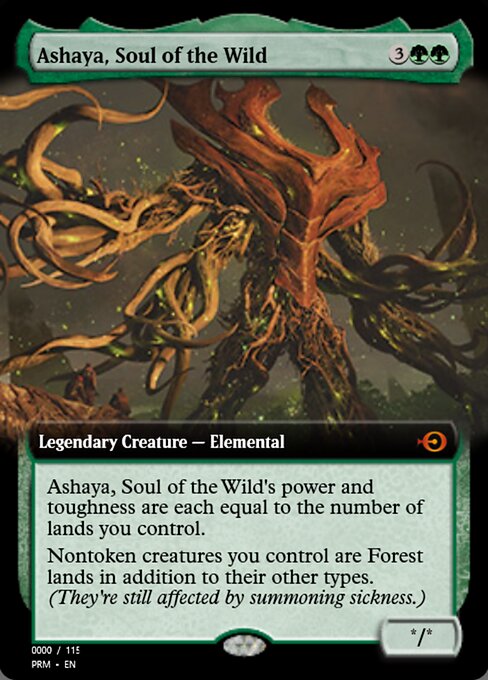 Ashaya, Soul of the Wild 3
Legendary Creature — Elemental
Ashaya, Soul of the Wild's power and
toughness are each equal to the number of
lands you control.
Nontoken creatures you control are Forest
lands in addition to their other types.
(They're still affected by summoning sickness.)
*/*
0000 / 115
PRM • EN